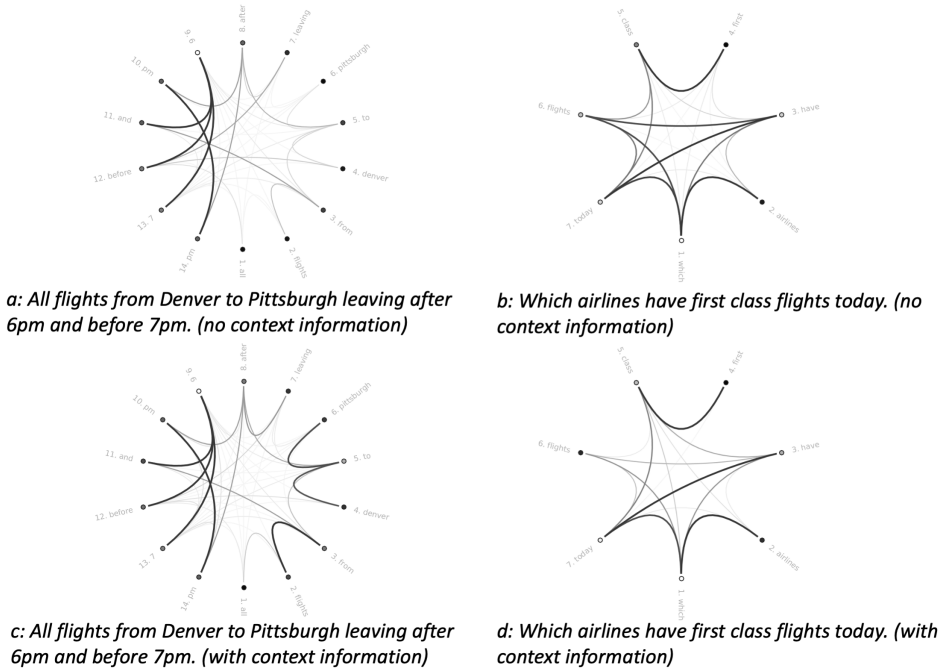 8. after
7. leaving
6. pittsburgh
5. to
4. denver
3. from
2. flights
1. all
14. pm
13. 7
12. before
11. and
10. pm
9. 6
a: All flights from Denver to Pittsburgh leaving after
6pm and before 7pm. (no context information)
5. class
4. first
3. have
2. airlines
1. which
7. today
6. flights
b: Which airlines have first class flights today. (no
context information)
8. after
7. leaving
6. pittsburgh
5. to
4. denver
3. from
2. flights
1. all
14. pm
13. 7
12. before
11. and
10. pm
9. 6
c: All flights from Denver to Pittsburgh leaving after
6pm and before 7pm. (with context information)
5. class
4. first
3. have
2. airlines
1. which
7. today
6. flights
d: Which airlines have first class flights today. (with
context information)